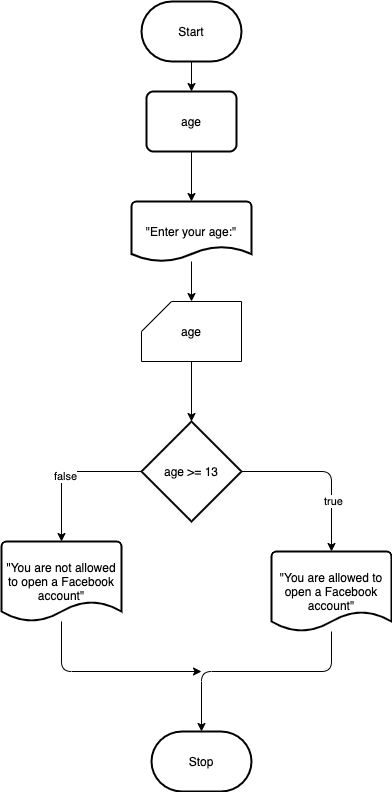 Start
age
"Enter your age:"
age
age >= 13
false
true
"You are not allowed
to open a Facebook
account"
"You are allowed to
open a Facebook
account"
Stop